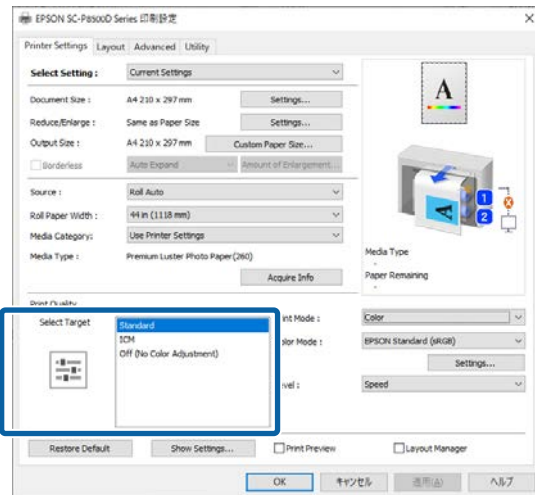 EPSON SC-P8500D Series 印刷設定
Printer Settings Layout Advanced Utility
Select Setting : Current Settings
Document Size : A4 210 x 297 mm Settings...
Reduce/Enlarge : Same as Paper Size Settings...
Output Size : A4 210 x 297 mm Custom Paper Size...
Borderless Auto Expand Amount of Enlargement...
Source : Roll Auto
Roll Paper Width : 44 in (1118 mm)
Media Category: Use Printer Settings
Media Type : Premium Luster Photo Paper(260)
Acquire Info
A
A
1
2
Media Type
-
Paper Remaining
-
Print Quality
Select Target
Standard
ICM
Off (No Color Adjustment)
int Mode : Color
olor Mode : EPSON Standard (sRGB)
Settings...
evel : Speed
Restore Default Show Settings... Print Preview Layout Manager
OK キャンセル 適用(A) ヘルプ